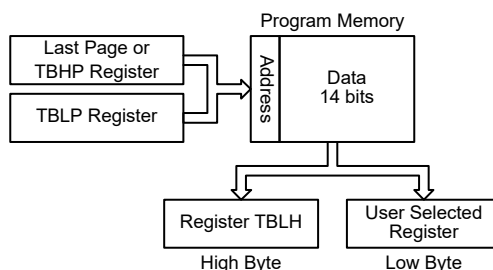 Program Memory
Last Page or
TBHP Register
TBLP Register
Address
Data
14 bits
Register TBLH
User Selected
Register
High Byte
Low Byte